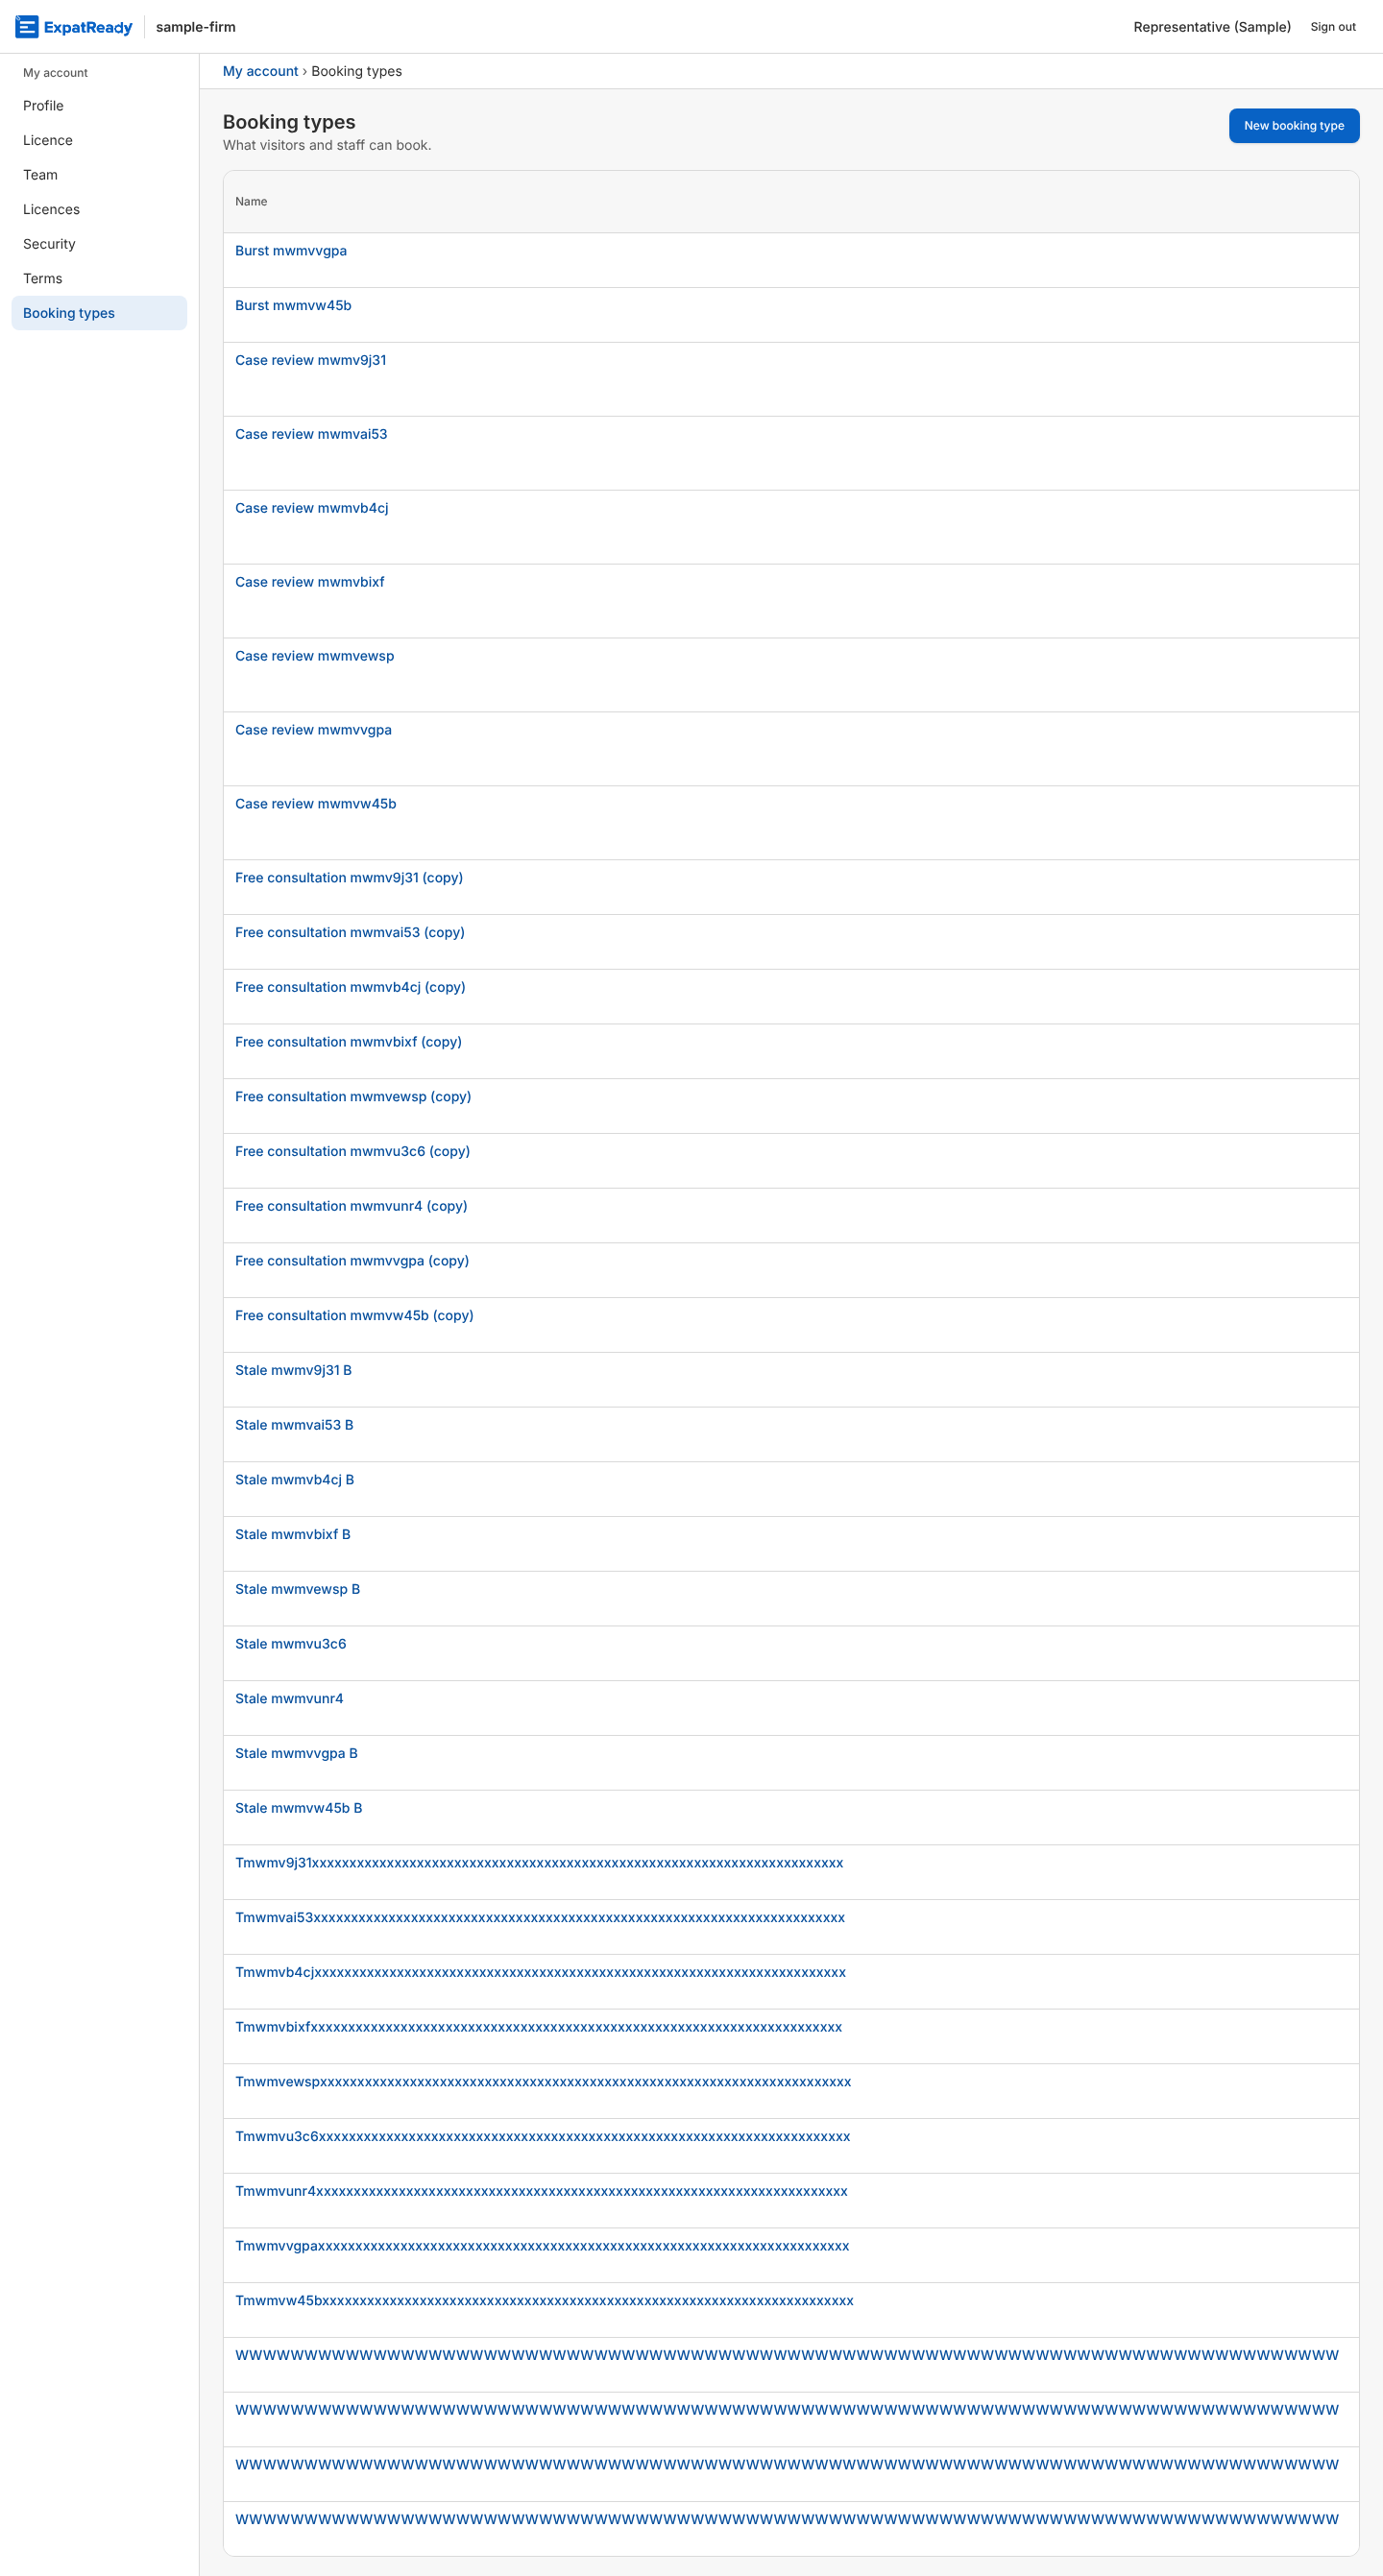 ExpatReady
sample-firm
Representative (Sample)
Sign out
My account
Profile
Licence
Team
Licences
Security
Terms
Booking types
My account › Booking types
Booking types
What visitors and staff can book.
New booking type
Name
Burst mwmvvgpa
Burst mwmvw45b
Case review mwmv9j31
Case review mwmvai53
Case review mwmvb4cj
Case review mwmvbixf
Case review mwmvewsp
Case review mwmvvgpa
Case review mwmvw45b
Free consultation mwmv9j31 (copy)
Free consultation mwmvai53 (copy)
Free consultation mwmvb4cj (copy)
Free consultation mwmvbixf (copy)
Free consultation mwmvewsp (copy)
Free consultation mwmvu3c6 (copy)
Free consultation mwmvunr4 (copy)
Free consultation mwmvvgpa (copy)
Free consultation mwmvw45b (copy)
Stale mwmv9j31 B
Stale mwmvai53 B
Stale mwmvb4cj B
Stale mwmvbixf B
Stale mwmvewsp B
Stale mwmvu3c6
Stale mwmvunr4
Stale mwmvvgpa B
Stale mwmvw45b B